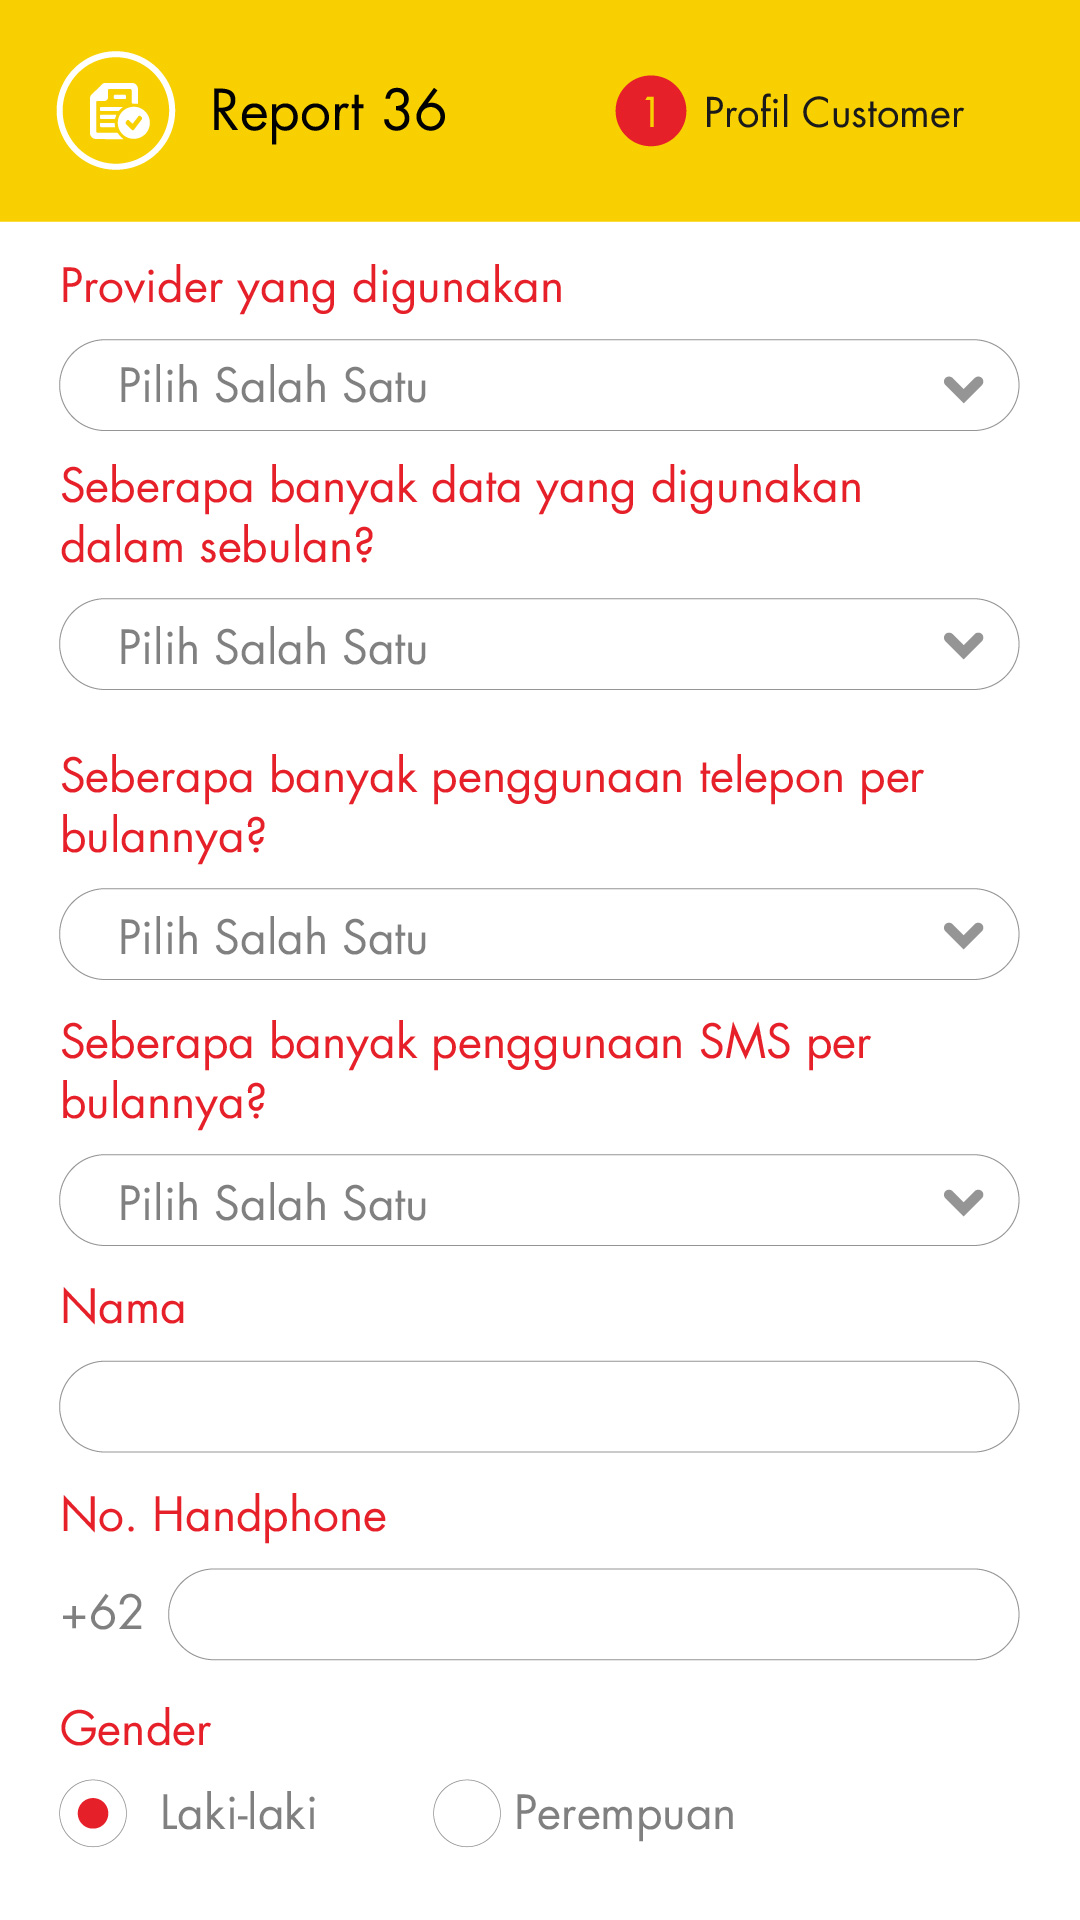 Report 36
1 Profil Customer
Provider yang digunakan
Pilih Salah Satu
Seberapa banyak data yang digunakan
dalam sebulan?
Pilih Salah Satu
Seberapa banyak penggunaan telepon per
bulannya?
Pilih Salah Satu
Seberapa banyak penggunaan SMS per
bulannya?
Pilih Salah Satu
Nama
No. Handphone
+62
Gender
Laki-laki
Perempuan